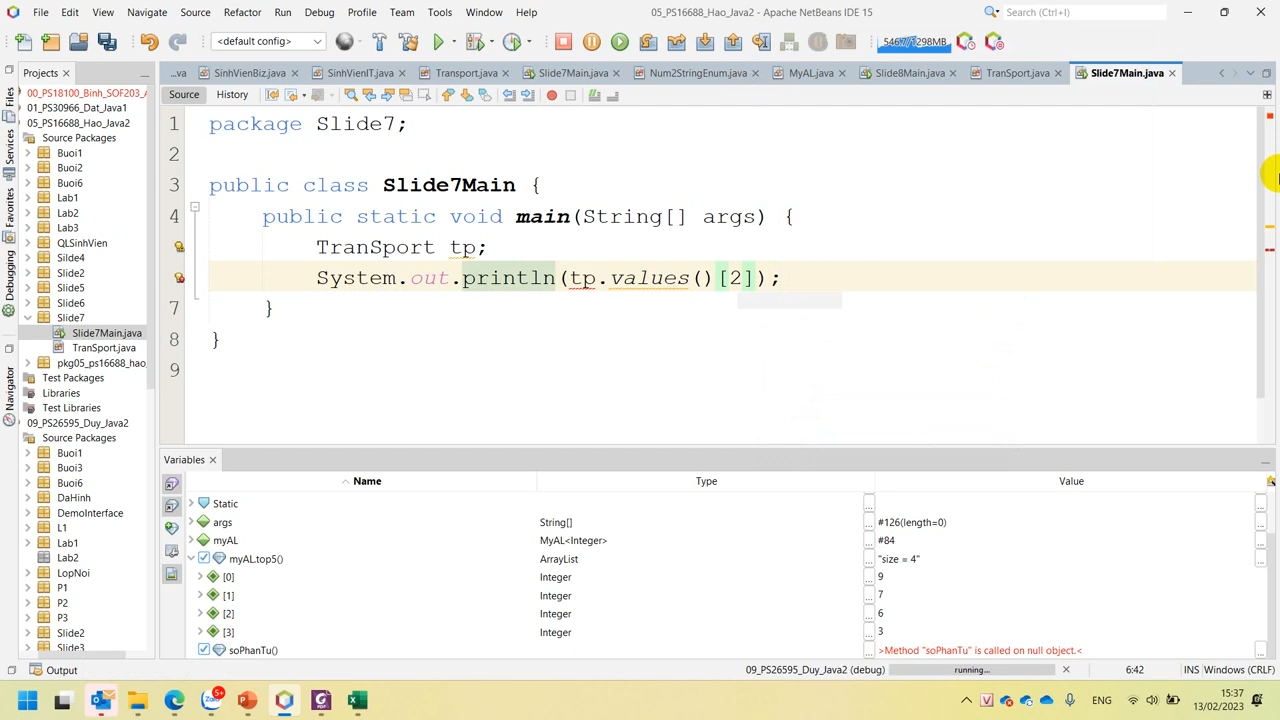 File Edit View Navigate Source Refactor Run Debug Profile Team Tools Window Help
05_PS16688_Hao_Java2 - Apache NetBeans IDE 15
Search (Ctrl+I)
<default config>
Projects
...va SinhVienBiz.java SinhVienIT.java Transport.java Slide7Main.java Num2StringEnum.java MyAL.java Slide8Main.java TranSport.java Slide7Main.java
Source History
Files
Services
Favorites
Debugging
Navigator
00_PS18100_Binh_SOF203_A
01_PS30966_Dat_Java1
05_PS16688_Hao_Java2
Source Packages
Buoi1
Buoi2
Buoi6
Lab1
Lab2
Lab3
QLSinhVien
Slide4
Slide2
Slide5
Slide6
Slide7
Slide7Main.java
TranSport.java
pkg05_ps16688_hao_
Test Packages
Libraries
Test Libraries
09_PS26595_Duy_Java2
Source Packages
Buoi1
Buoi3
Buoi6
DaHinh
DemoInterface
L1
Lab1
Lab2
LopNoi
P1
P2
P3
Slide2
Slide3
1 package Slide7;
2
3 public class Slide7Main {
4 public static void main(String[] args) {
TranSport tp;
System.out.println(tp.values()[2]);
7 }
8 }
9
Variables
Name Type Value
Static
args String[] #126(length=0)
myAL MyAL<Integer> #84
myAL.top5() ArrayList "size = 4"
[0] Integer 9
[1] Integer 7
[2] Integer 6
[3] Integer 3
soPhanTu() >Method "soPhanTu" is called on null object.<
Output
09_PS26595_Duy_Java2 (debug) running... 6:42 INS Windows (CRLF)
5+
ENG
15:37
13/02/2023